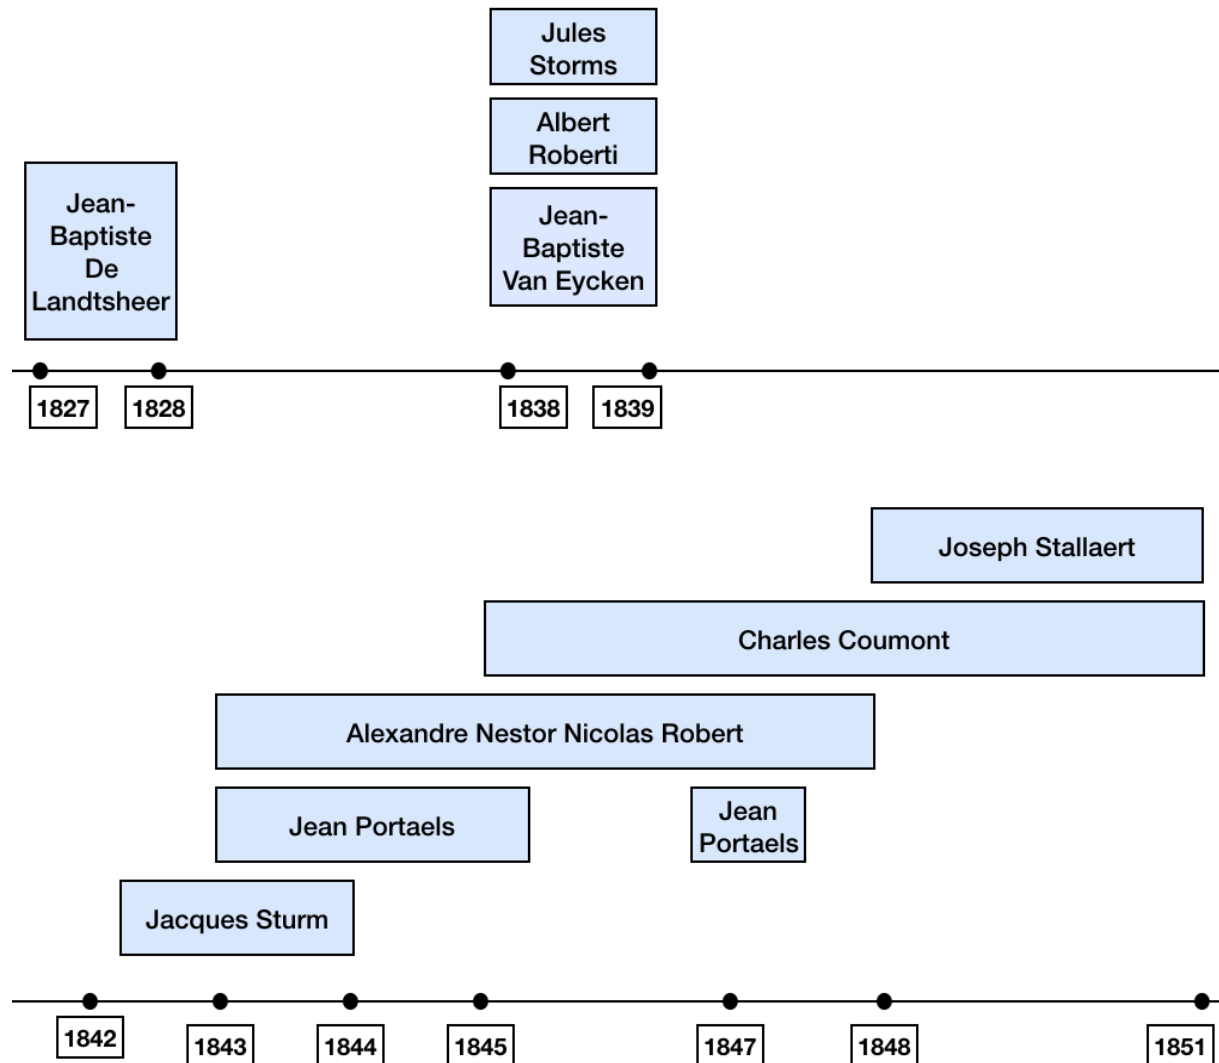 Jules
Storms
Albert
Roberti
Jean-
Baptiste
De
Landtsheer
Jean-
Baptiste
Van Eycken
1827
1828
1838
1839
Joseph Stallaert
Charles Coumont
Alexandre Nestor Nicolas Robert
Jean Portaels
Jean
Portaels
Jacques Sturm
1842
1843
1844
1845
1847
1848
1851